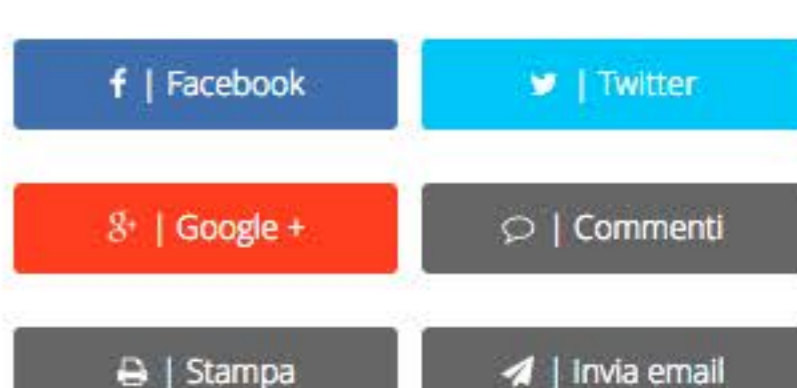 f | Facebook
| Twitter
g+ | Google +
| Commenti
| Stampa
| Invia email